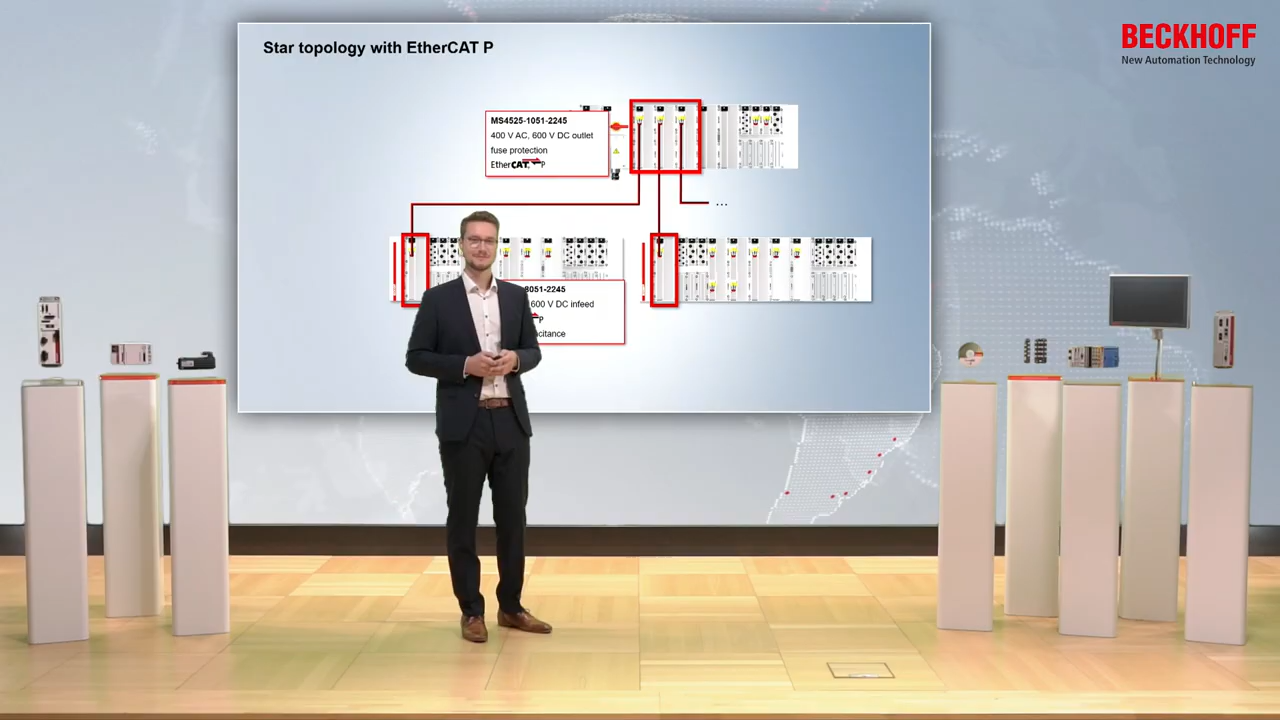 Star topology with EtherCAT P
BECKHOFF
New Automation Technology
MS4525-1051-2245
400 V AC, 600 V DC outlet
fuse protection
EtherCAT P
...
8051-2245
600 V DC infeed
P
citance